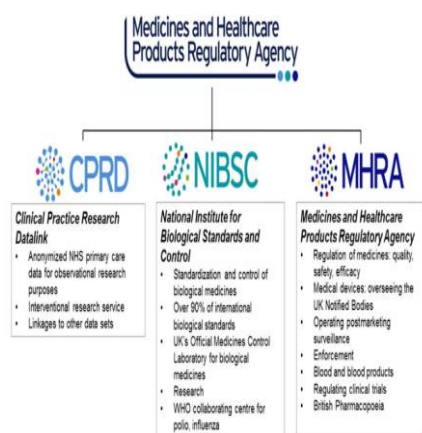 Medicines and Healthcare
Products Regulatory Agency
CPRD
Clinical Practice Research
Datalink
• Anonymized NHS primary care
data for observational research
purposes
• Interventional research service
• Linkages to other data sets
NIBSC
National Institute for
Biological Standards and
Control
• Standardization and control of
biological medicines
• Over 90% of international
biological standards
• UK's Official Medicines Control
Laboratory for biological
medicines
• Research
• WHO collaborating centre for
polio, influenza
MHRA
Medicines and Healthcare
Products Regulatory Agency
• Regulation of medicines: quality,
safety, efficacy
• Medical devices: overseeing the
UK Notified Bodies
• Operating postmarketing
surveillance
• Enforcement
• Blood and blood products
• Regulating clinical trials
• British Pharmacopoeia